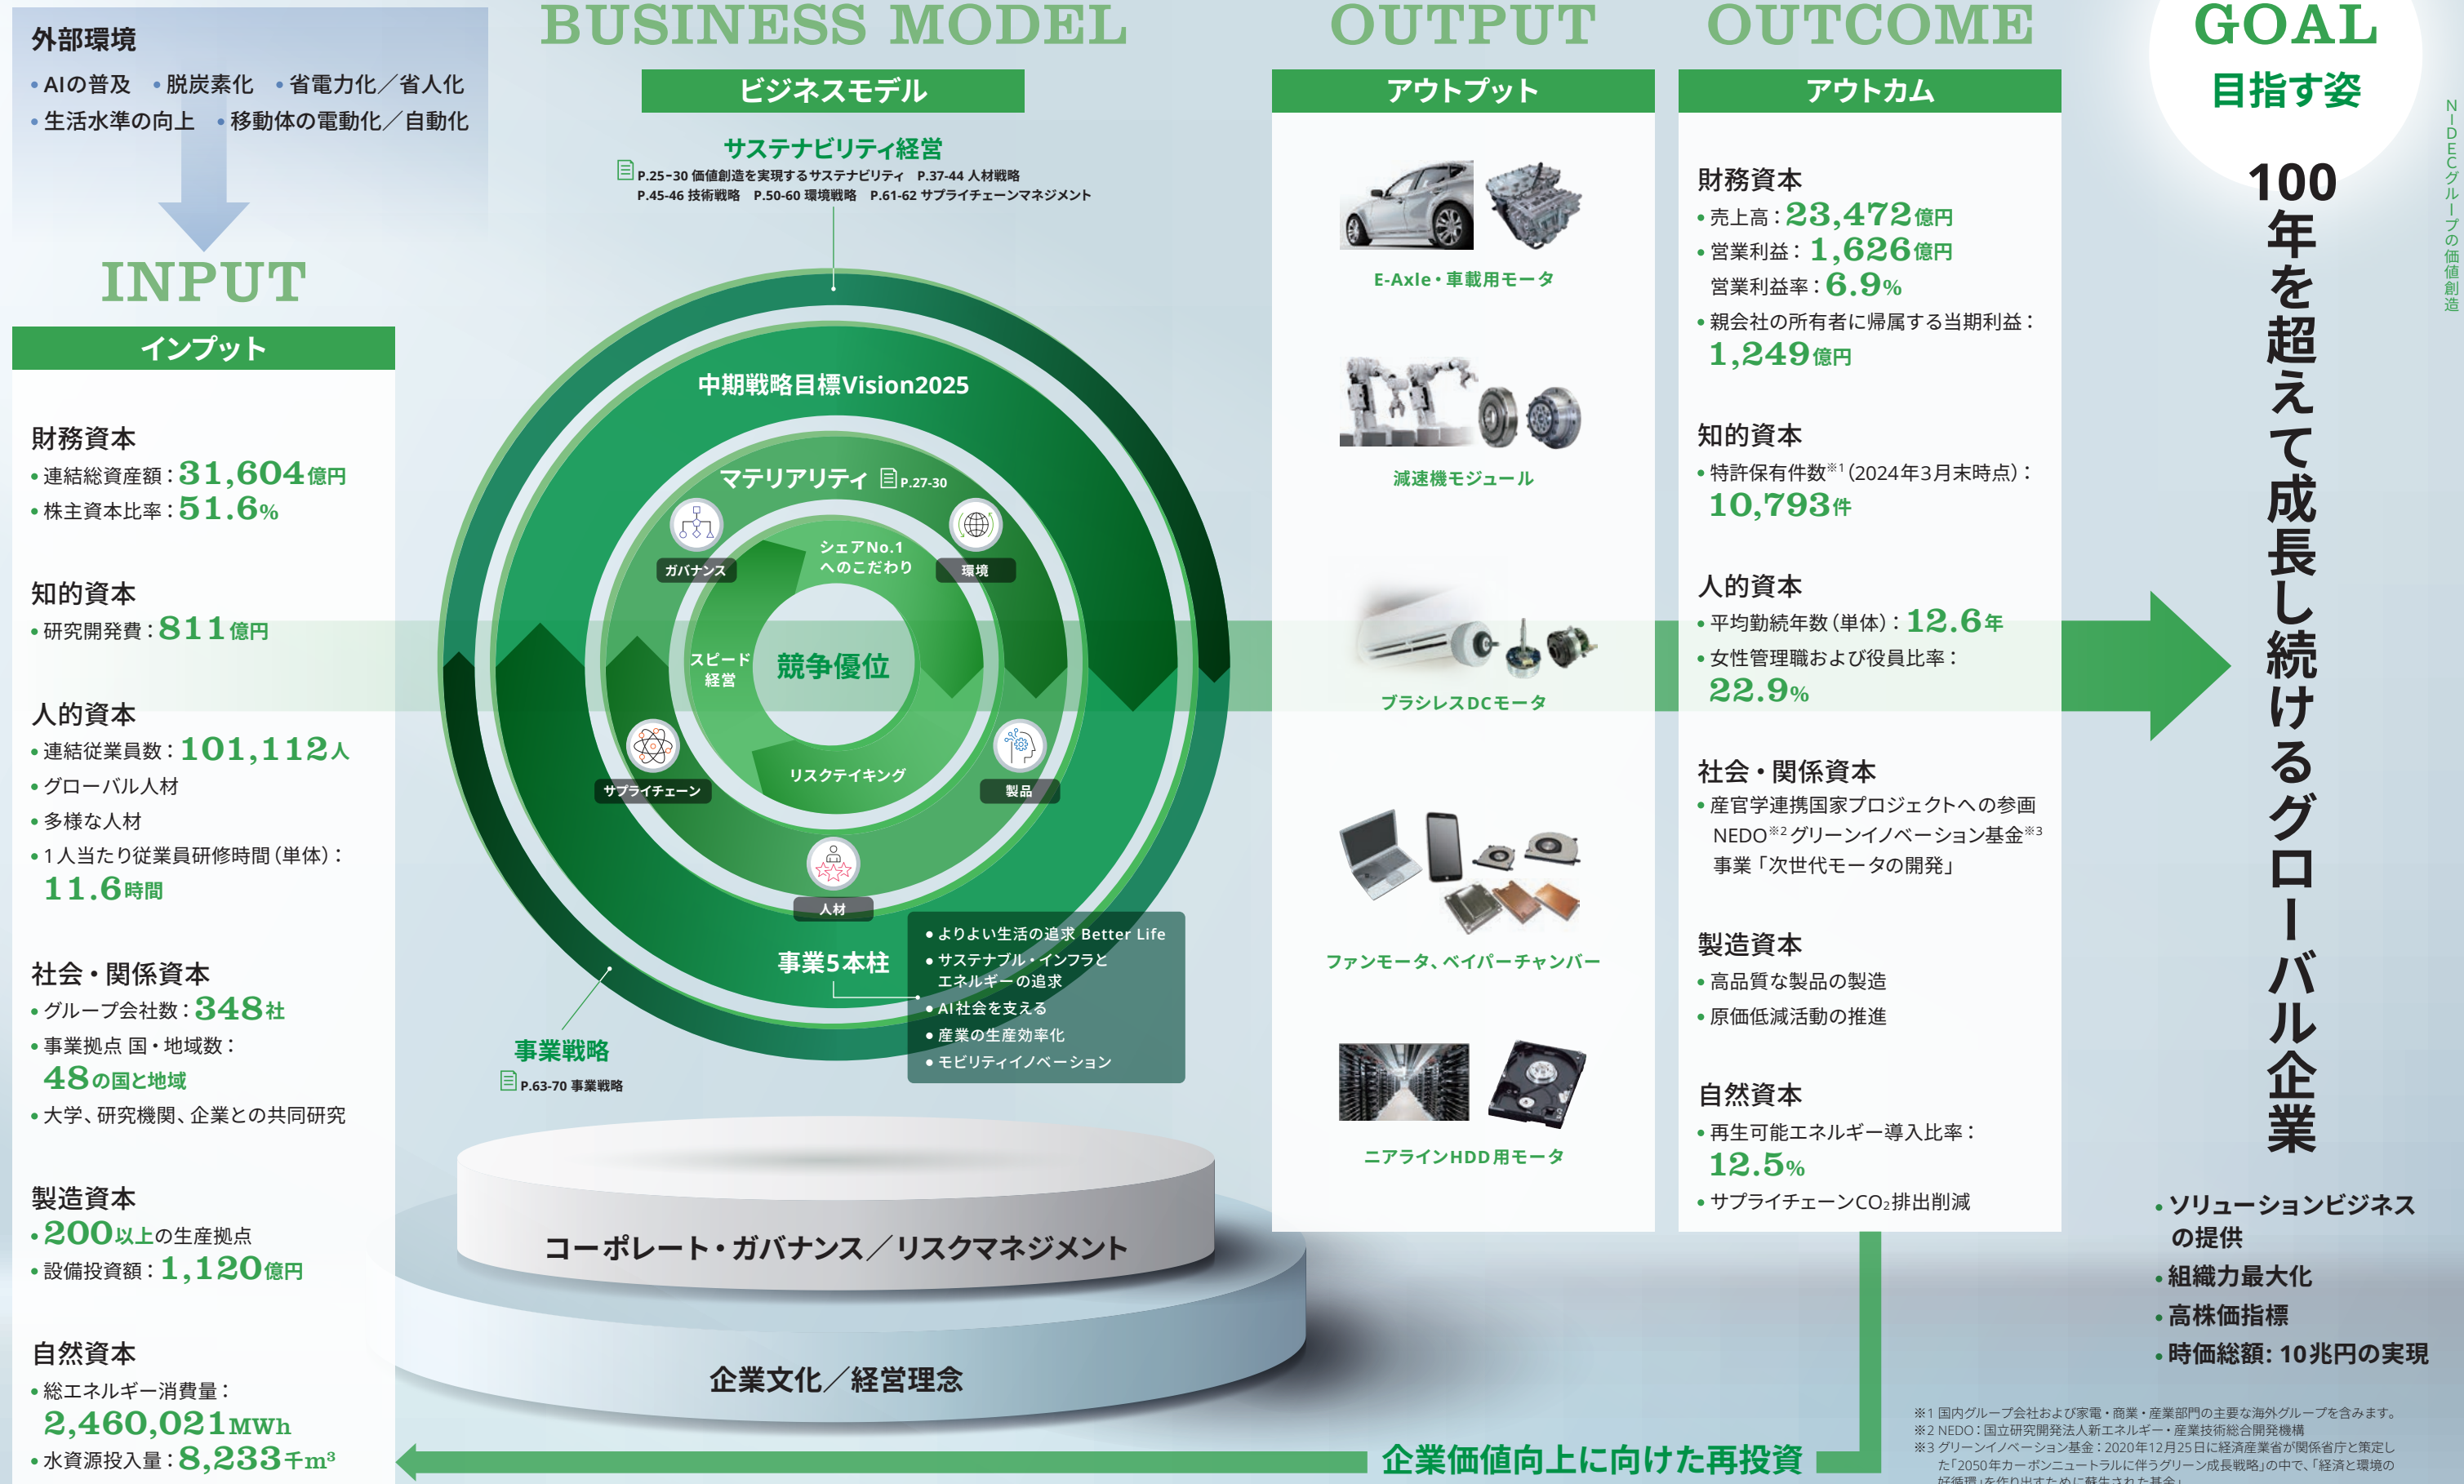 外部環境
• AIの普及 • 脱炭素化 • 省電力化／省人化
• 生活水準の向上 • 移動体の電動化／自動化
INPUT
インプット
財務資本
• 連結総資産額：31,604億円
• 株主資本比率：51.6%
知的資本
• 研究開発費：811億円
人的資本
• 連結従業員数：101,112人
• グローバル人材
• 多様な人材
• 1人当たり従業員研修時間（単体）：
11.6時間
社会・関係資本
• グループ会社数：348社
• 事業拠点 国・地域数：
48の国と地域
• 大学、研究機関、企業との共同研究
製造資本
• 200以上の生産拠点
• 設備投資額：1,120億円
自然資本
• 総エネルギー消費量：
2,460,021MWh
• 水資源投入量：8,233千m³
BUSINESS MODEL
ビジネスモデル
サステナビリティ経営
P.25-30 価値創造を実現するサステナビリティ P.37-44 人材戦略
P.45-46 技術戦略 P.50-60 環境戦略 P.61-62 サプライチェーンマネジメント
中期戦略目標Vision2025
マテリアリティ P.27-30
ガバナンス
環境
シェアNo.1
へのこだわり
スピード
経営
競争優位
リスクテイキング
サプライチェーン
製品
人材
事業5本柱
• よりよい生活の追求 Better Life
• サステナブル・インフラと
エネルギーの追求
• AI社会を支える
• 産業の生産効率化
• モビリティイノベーション
事業戦略
P.63-70 事業戦略
コーポレート・ガバナンス／リスクマネジメント
企業文化／経営理念
OUTPUT
アウトプット
E-Axle・車載用モータ
減速機モジュール
ブラシレスDCモータ
ファンモータ、ベイパーチャンバー
ニアラインHDD用モータ
OUTCOME
アウトカム
財務資本
• 売上高：23,472億円
• 営業利益：1,626億円
営業利益率：6.9%
• 親会社の所有者に帰属する当期利益：
1,249億円
知的資本
• 特許保有件数※1（2024年3月末時点）：
10,793件
人的資本
• 平均勤続年数（単体）：12.6年
• 女性管理職および役員比率：
22.9%
社会・関係資本
• 産官学連携国家プロジェクトへの参画
NEDO※2グリーンイノベーション基金※3
事業「次世代モータの開発」
製造資本
• 高品質な製品の製造
• 原価低減活動の推進
自然資本
• 再生可能エネルギー導入比率：
12.5%
• サプライチェーンCO₂排出削減
企業価値向上に向けた再投資
GOAL
目指す姿
100年を超えて成長し続けるグローバル企業
• ソリューションビジネス
の提供
• 組織力最大化
• 高株価指標
• 時価総額：10兆円の実現
NIDECグループの価値創造
※1 国内グループ会社および家電・商業・産業部門の主要な海外グループを含みます。
※2 NEDO：国立研究開発法人新エネルギー・産業技術総合開発機構
※3 グリーンイノベーション基金：2020年12月25日に経済産業省が関係省庁と策定し
た「2050年カーボンニュートラルに伴うグリーン成長戦略」の中で、「経済と環境の
好循環」を作り出すために蘇生された基金」